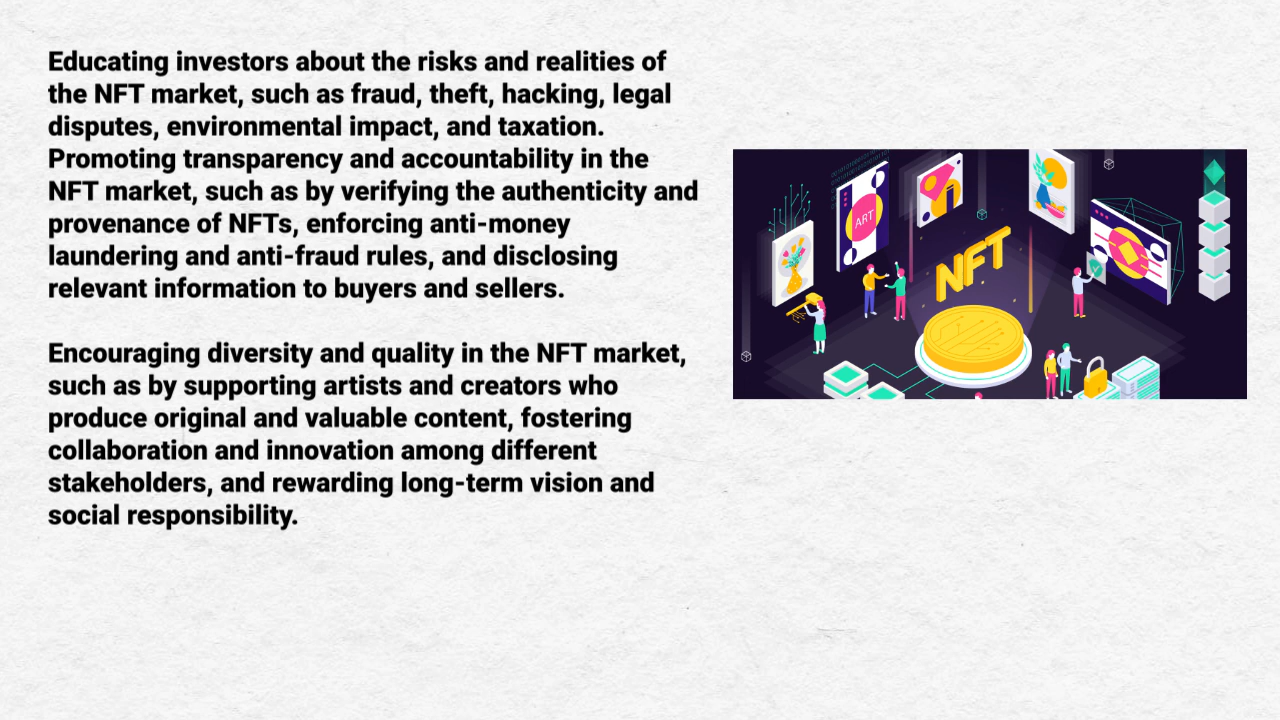 Educating investors about the risks and realities of
the NFT market, such as fraud, theft, hacking, legal
disputes, environmental impact, and taxation.
Promoting transparency and accountability in the
NFT market, such as by verifying the authenticity and
provenance of NFTs, enforcing anti-money
laundering and anti-fraud rules, and disclosing
relevant information to buyers and sellers.
Encouraging diversity and quality in the NFT market,
such as by supporting artists and creators who
produce original and valuable content, fostering
collaboration and innovation among different
stakeholders, and rewarding long-term vision and
social responsibility.
ART
NFT